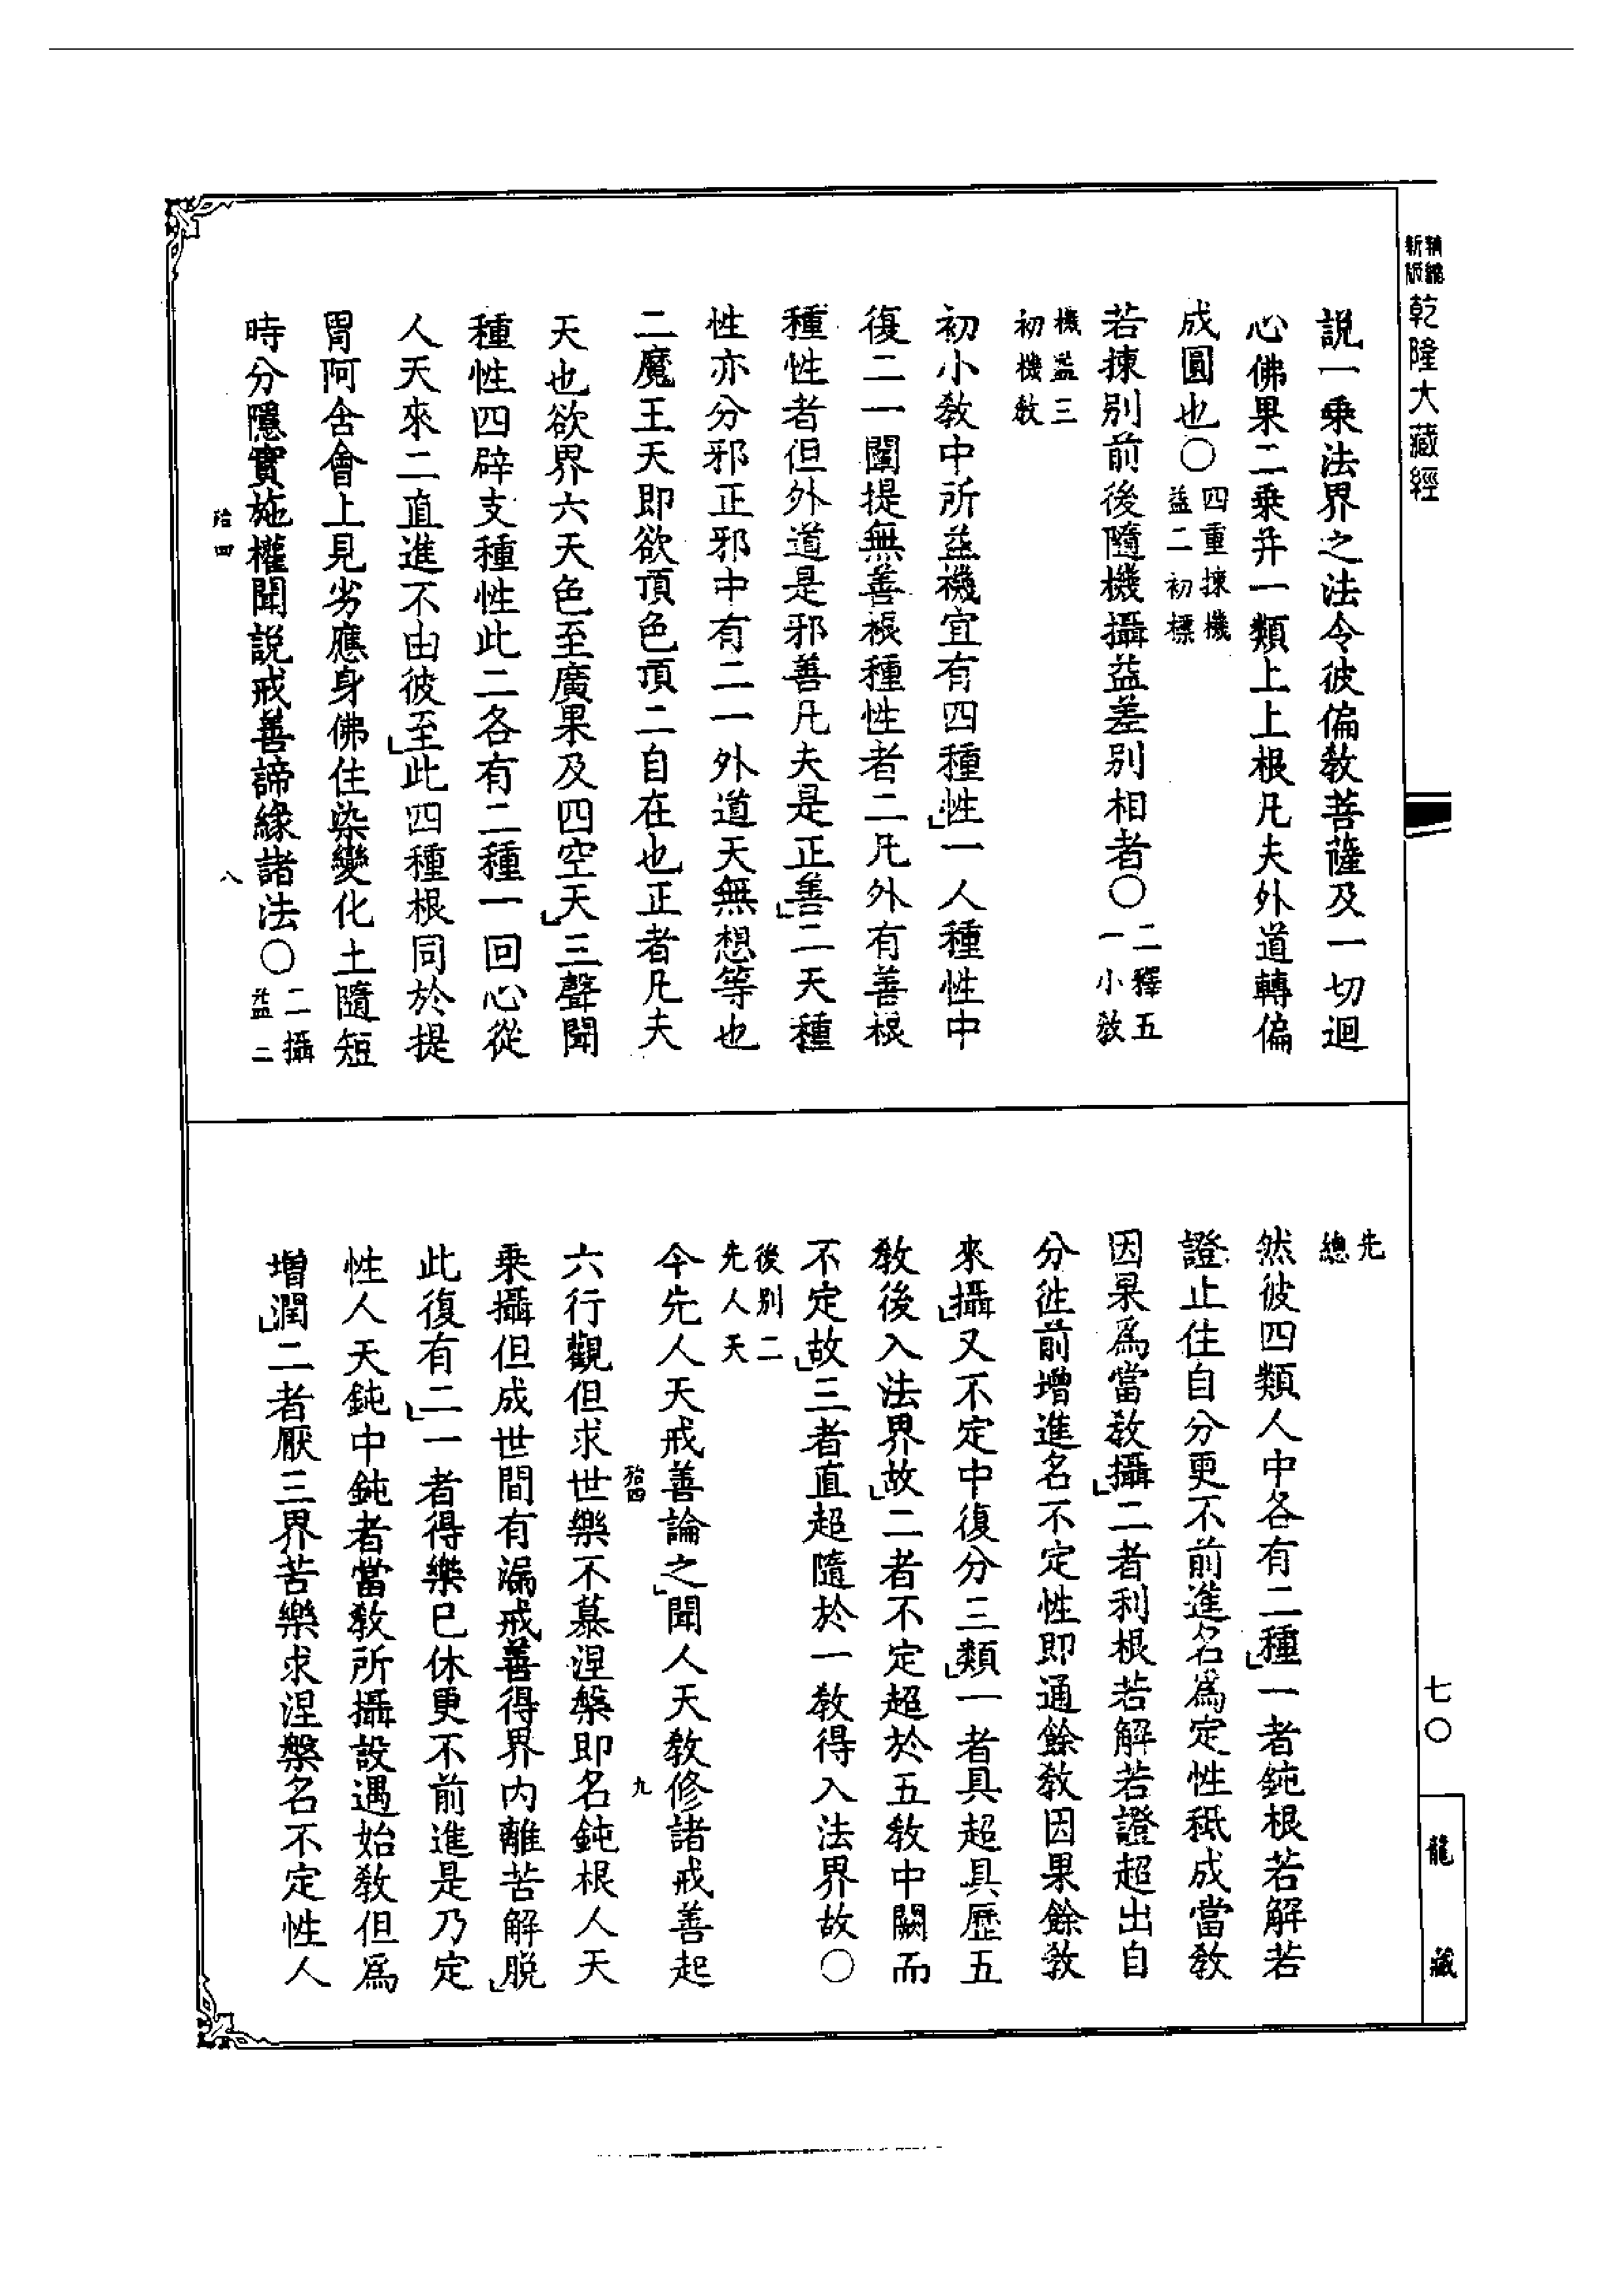 新版
精縮
乾隆大藏經
說一乘法界之法令彼偏教菩薩及一切迴
心佛果二乘并一類上上根凡夫外道轉偏
成圓也〇四重揀機益二初標
若揀別前後隨機攝益差別相者〇二釋五一小教
機益三初機教
初小教中所益機宜有四種性一人種性中
復二一闡提無善根種性者二凡外有善根
種性者但外道是邪善凡夫是正善二天種
性亦分邪正邪中有二一外道天無想等也
二魔王天即欲頂色頂二自在也正者凡夫
天也欲界六天色至廣果及四空天三聲聞
種性四辟支種性此二各有二種一回心從
人天來二直進不由彼至此四種根同於提
胃阿含會上見劣應身佛住染變化土隨短
時分隱實施權聞說戒善諦緣諸法〇二攝益二
八
先總
然彼四類人中各有二種一者鈍根若解若
證止住自分更不前進名為定性秖成當教
因果為當教攝二者利根若解若證超出自
分徃前增進名不定性即通餘教因果餘教
來攝又不定中復分三類一者具超具歷五
教後入法界故二者不定超於五教中闕而
不定故三者直超隨於一教得入法界故〇
後別二先人天
今先人天戒善論之聞人天教修諸戒善起
九
六行觀但求世樂不慕涅槃即名鈍根人天
乘攝但成世間有漏戒善得界內離苦解脫
此復有二一者得樂已休更不前進是乃定
性人天鈍中鈍者當教所攝設遇始教但為
增潤二者厭三界苦樂求涅槃名不定性人
七〇
龍藏